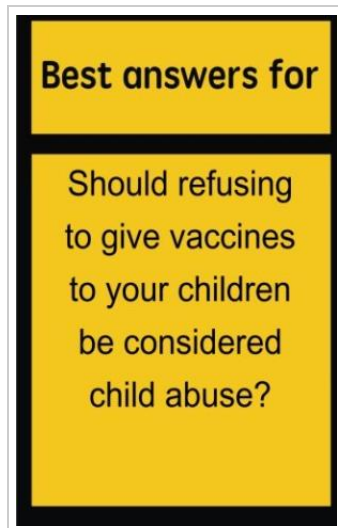 Best answers for
Should refusing
to give vaccines
to your children
be considered
child abuse?